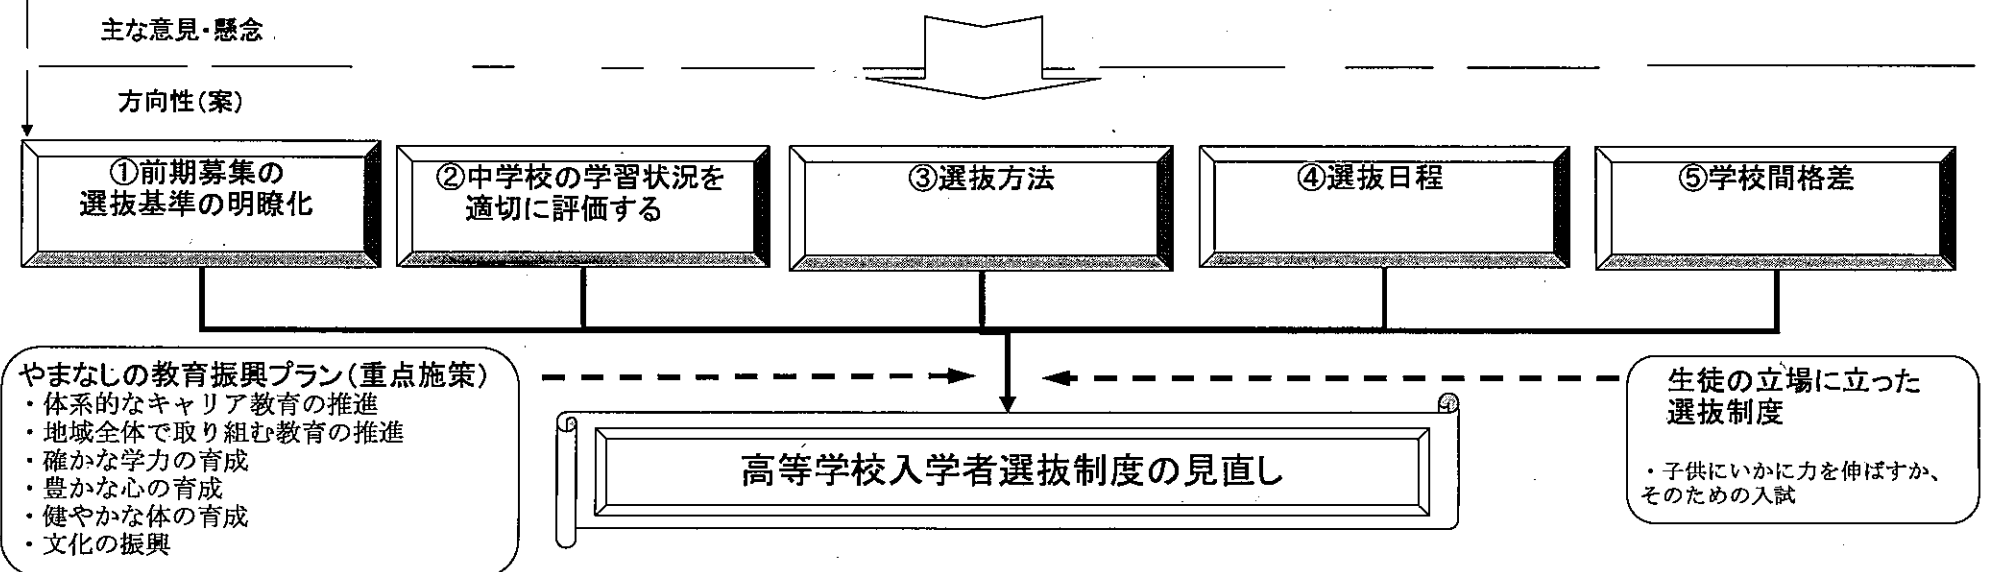 主な意見・懸念
方向性(案)
①前期募集の
選抜基準の明瞭化
②中学校の学習状況を
適切に評価する
③選抜方法
④選抜日程
⑤学校間格差
やまなしの教育振興プラン(重点施策)
・体系的なキャリア教育の推進
・地域全体で取り組む教育の推進
・確かな学力の育成
・豊かな心の育成
・健やかな体の育成
・文化の振興
高等学校入学者選抜制度の見直し
生徒の立場に立った
選抜制度
・子供にいかに力を伸ばすか、
そのための入試